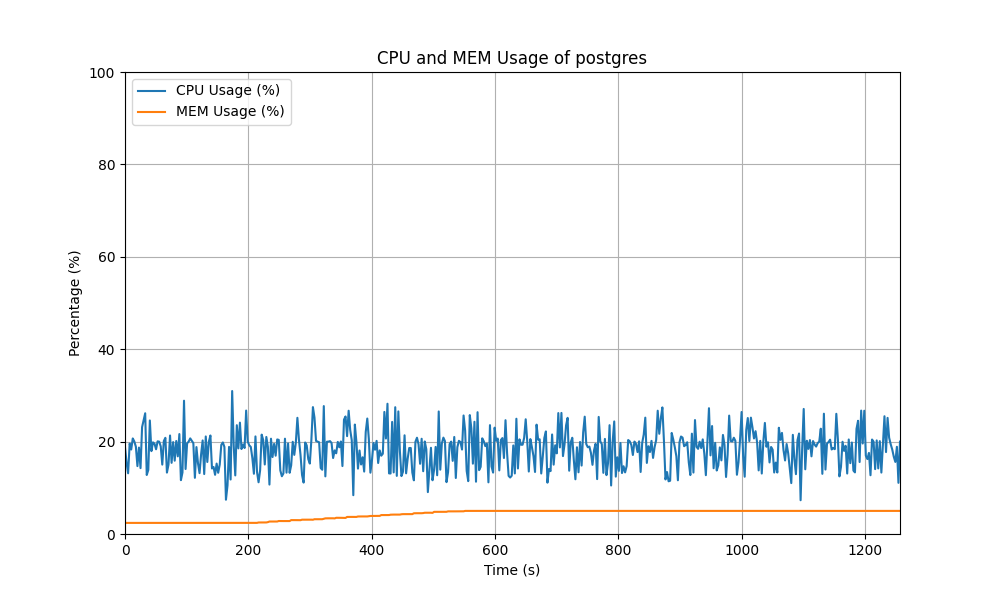 CPU and MEM Usage of postgres
CPU Usage (%)
MEM Usage (%)
Percentage (%)
100
80
60
40
20
0
0 200 400 600 800 1000 1200
Time (s)